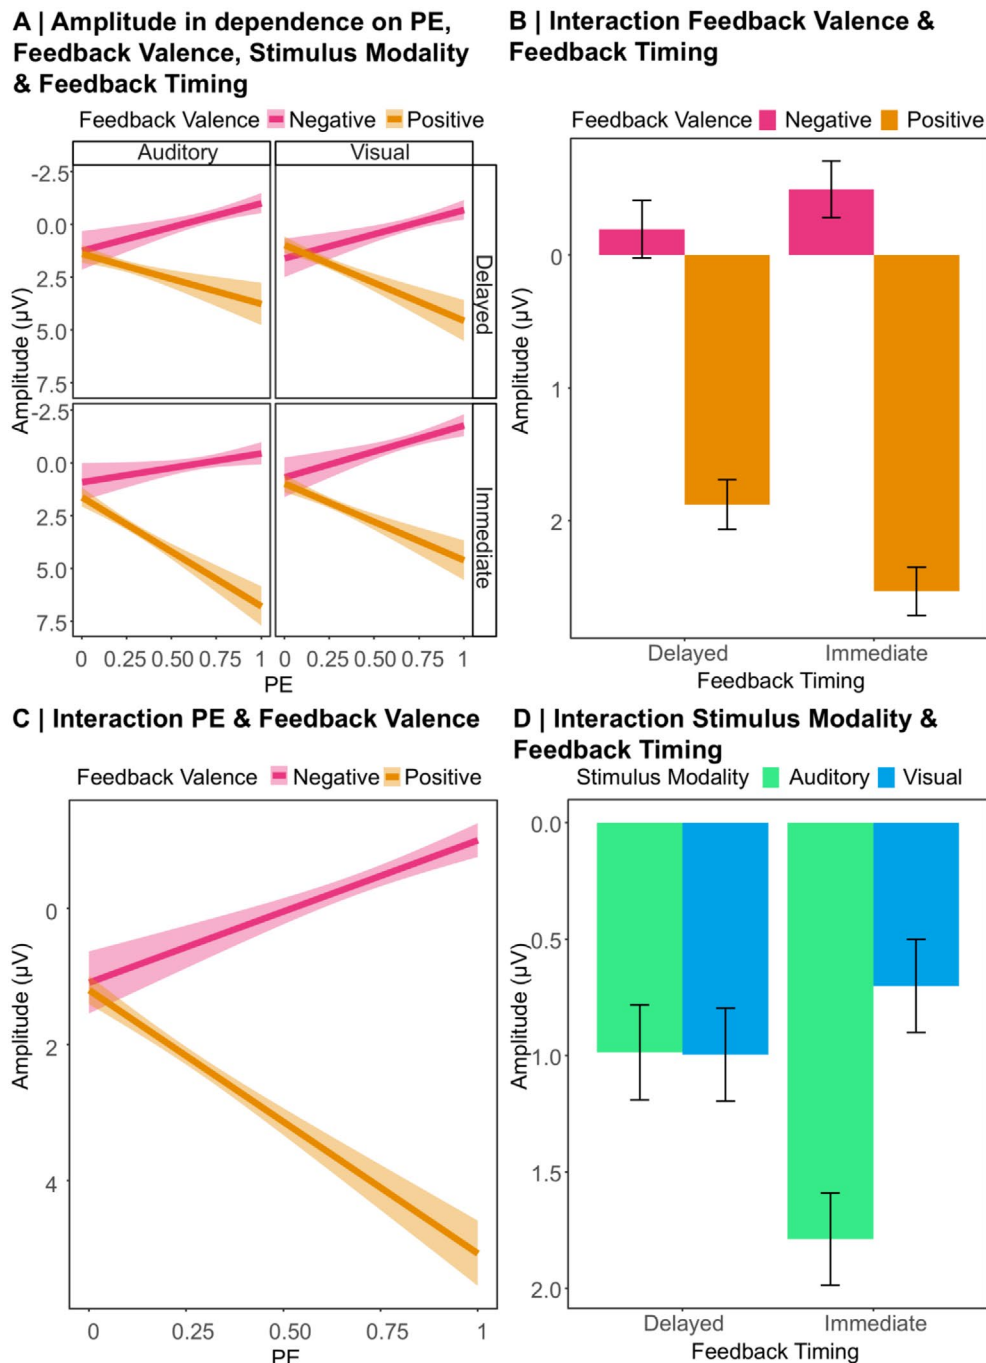 A | Amplitude in dependence on PE,
Feedback Valence, Stimulus Modality
& Feedback Timing
Feedback Valence Negative Positive
Auditory Visual
Amplitude (µV)
-2.5
0.0
2.5
5.0
7.5
Delayed
Amplitude (µV)
-2.5
0.0
2.5
5.0
7.5
Immediate
0 0.25 0.50 0.75 1 0 0.25 0.50 0.75 1
PE
B | Interaction Feedback Valence &
Feedback Timing
Feedback Valence Negative Positive
Amplitude (µV)
0
1
2
Delayed Immediate
Feedback Timing
C | Interaction PE & Feedback Valence
Feedback Valence Negative Positive
Amplitude (µV)
0
2
4
0 0.25 0.50 0.75 1
PE
D | Interaction Stimulus Modality &
Feedback Timing
Stimulus Modality Auditory Visual
Amplitude (µV)
0.0
0.5
1.0
1.5
2.0
Delayed Immediate
Feedback Timing